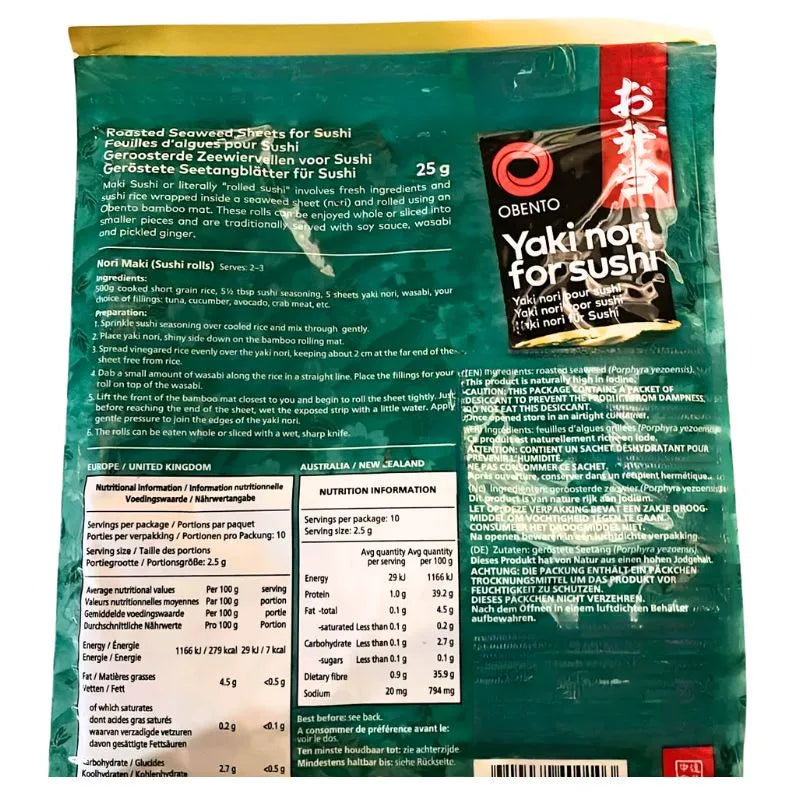 Roasted Seaweed Sheets for Sushi
Feuilles d'algues pour Sushi
Geroosterde Zeewiervellen voor Sushi
Geröstete Seetangblätter für Sushi
25 g
Maki Sushi or literally "rolled sushi" involves fresh ingredients and
sushi rice wrapped inside a seaweed sheet (nori) and rolled using an
Obento bamboo mat. These rolls can be enjoyed whole or sliced into
smaller pieces and are traditionally served with soy sauce, wasabi
and pickled ginger.
Nori Maki (Sushi rolls) Serves: 2–3
Ingredients:
500g cooked short grain rice, 5½ tbsp sushi seasoning, 5 sheets yaki nori, wasabi, your
choice of fillings: tuna, cucumber, avocado, crab meat, etc.
Preparation:
1. Sprinkle sushi seasoning over cooled rice and mix through gently.
2. Place yaki nori, shiny side down on the bamboo rolling mat.
3. Spread vinegared rice evenly over the yaki nori, keeping about 2 cm at the far end of the
sheet free from rice.
4. Dab a small amount of wasabi along the rice in a straight line. Place the fillings for your
roll on top of the wasabi.
5. Lift the front of the bamboo mat closest to you and begin to roll the sheet tightly. Just
before reaching the end of the sheet, wet the exposed strip with a little water. Apply
gentle pressure to join the edges of the yaki nori.
6. The rolls can be eaten whole or sliced with a wet, sharp knife.
お弁当
OBENTO
Yaki nori
for sushi
Yaki nori pour sushi
Yaki nori voor sushi
Yaki nori für Sushi
(EN) Ingredients: roasted seaweed (Porphyra yezoensis).
This product is naturally high in iodine.
CAUTION: THIS PACKAGE CONTAINS A PACKET OF
DESICCANT TO PREVENT THE PRODUCT FROM DAMPNESS.
DO NOT EAT THIS DESICCANT.
Once opened store in an airtight container.
Ingrédients: feuilles d'algues grillées (Porphyra yezoensis)
Ce produit est naturellement riche en iode.
ATTENTION: CONTIENT UN SACHET DÉSHYDRATANT POUR
PRÉVENIR L'HUMIDITÉ.
NE PAS CONSOMMER CE SACHET.
Après ouverture, conserver dans un récipient hermétique.
Ingrediënten: geroosterde zeewier (Porphyra yezoensis)
Dit product is van nature rijk aan jodium.
LET OP: DEZE VERPAKKING BEVAT EEN ZAKJE DROOG-
MIDDEL OM VOCHTIGHEID TEGEN TE GAAN.
CONSUMEER HET DROOGMIDDEL NIET.
Na openen bewaren in een luchtdichte verpakking.
(DE) Zutaten: geröstete Seetang (Porphyra yezoensis).
Dieses Produkt hat von Natur aus einen hohen Jodgehalt.
ACHTUNG: DIE PACKUNG ENTHÄLT EIN PÄCKCHEN
TROCKNUNGSMITTEL UM DAS PRODUKT VOR
FEUCHTIGKEIT ZU SCHÜTZEN.
DIESES PÄCKCHEN NICHT VERZEHREN.
Nach dem Öffnen in einem luftdichten Behälter
aufbewahren.
EUROPE / UNITED KINGDOM
Nutritional Information / Information nutritionnelle
Voedingswaarde / Nährwertangabe
Servings per package / Portions par paquet
Porties per verpakking / Portionen pro Packung: 10
Serving size / Taille des portions
Portiegrootte / Portionsgröße: 2.5 g
Average nutritional values Per 100 g serving
Valeurs nutritionnelles moyennes Par 100 g portion
Gemiddelde voedingswaarde Per 100 g portie
Durchschnittliche Nährwerte Pro 100 g Portion
Energy / Énergie
Energie / Energie 1166 kJ / 279 kcal 29 kJ / 7 kcal
Fat / Matières grasses
Vetten / Fett 4.5 g <0.5 g
of which saturates
dont acides gras saturés
waarvan verzadigde vetzuren 0.2 g <0.1 g
davon gesättigte Fettsäuren
Carbohydrate / Glucides
Koolhydraten / Kohlenhydrate 2.7 g <0.5 g
AUSTRALIA / NEW ZEALAND
NUTRITION INFORMATION
Servings per package: 10
Serving size: 2.5 g
Avg quantity Avg quantity
per serving per 100 g
Energy 29 kJ 1166 kJ
Protein 1.0 g 39.2 g
Fat -total 0.1 g 4.5 g
-saturated Less than 0.1 g 0.2 g
Carbohydrate Less than 0.1 g 2.7 g
-sugars Less than 0.1 g 0.1 g
Dietary fibre 0.9 g 35.9 g
Sodium 20 mg 794 mg
Best before: see back.
A consommer de préférence avant le:
voir le dos.
Ten minste houdbaar tot: zie achterzijde
Mindestens haltbar bis: siehe Rückseite.